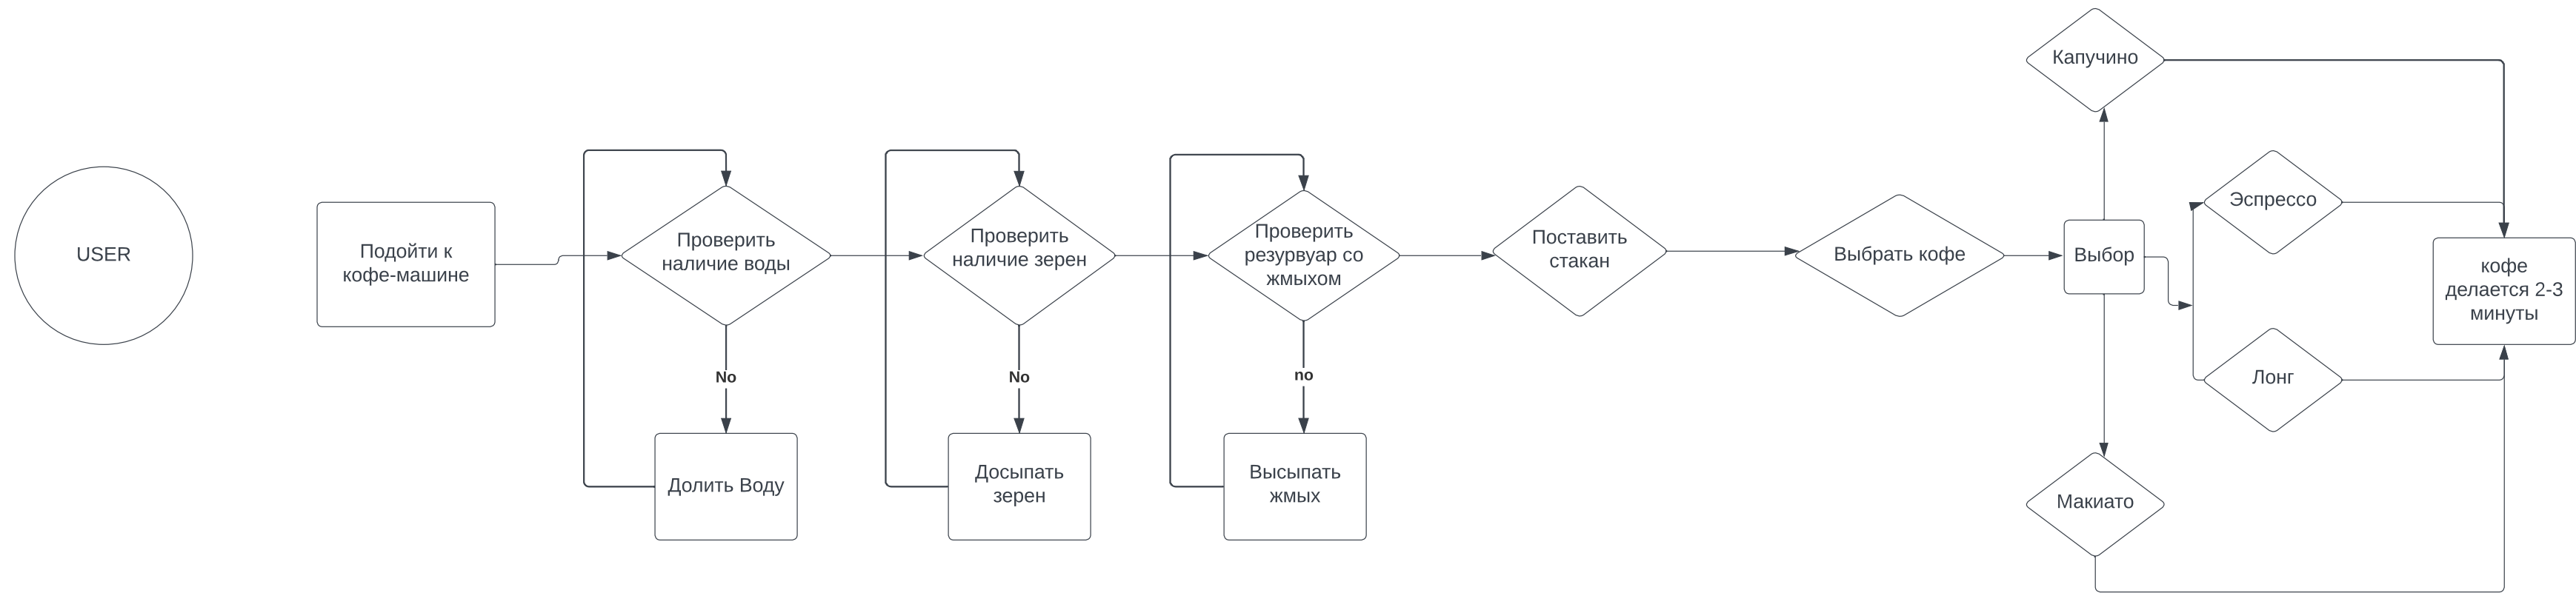 USER
Подойти к
кофе-машине
Проверить
наличие воды
No
Долить Воду
Проверить
наличие зерен
No
Досыпать
зерен
Проверить
резурвуар со
жмыхом
no
Высыпать
жмых
Поставить
стакан
Выбрать кофе
Выбор
Капучино
Эспрессо
Лонг
Макиато
кофе
делается 2-3
минуты